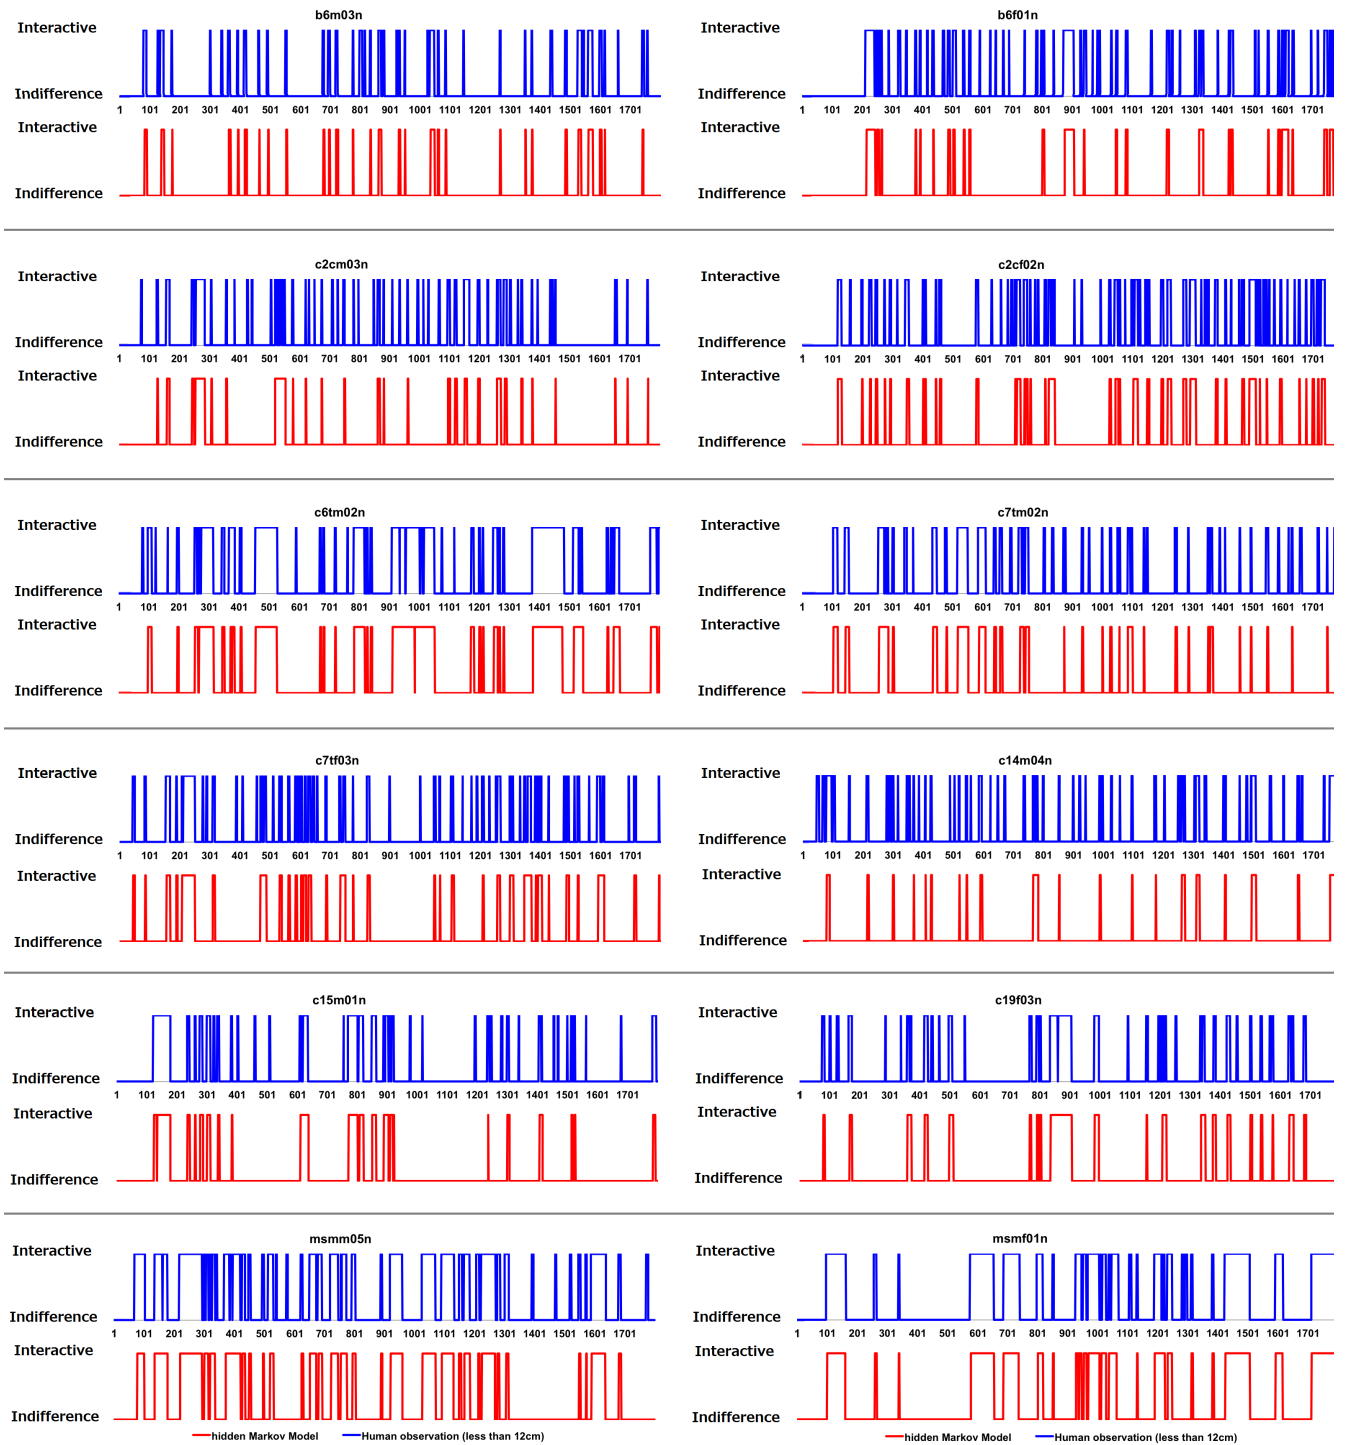 b6m03n
Interactive
Indifference
1 101 201 301 401 501 601 701 801 901 1001 1101 1201 1301 1401 1501 1601 1701
Interactive
Indifference
b6f01n
Interactive
Indifference
1 101 201 301 401 501 601 701 801 901 1001 1101 1201 1301 1401 1501 1601 1701
Interactive
Indifference
c2cm03n
Interactive
Indifference
1 101 201 301 401 501 601 701 801 901 1001 1101 1201 1301 1401 1501 1601 1701
Interactive
Indifference
c2cf02n
Interactive
Indifference
1 101 201 301 401 501 601 701 801 901 1001 1101 1201 1301 1401 1501 1601 1701
Interactive
Indifference
c6tm02n
Interactive
Indifference
1 101 201 301 401 501 601 701 801 901 1001 1101 1201 1301 1401 1501 1601 1701
Interactive
Indifference
c7tm02n
Interactive
Indifference
1 101 201 301 401 501 601 701 801 901 1001 1101 1201 1301 1401 1501 1601 1701
Interactive
Indifference
c7tf03n
Interactive
Indifference
1 101 201 301 401 501 601 701 801 901 1001 1101 1201 1301 1401 1501 1601 1701
Interactive
Indifference
c14m04n
Interactive
Indifference
1 101 201 301 401 501 601 701 801 901 1001 1101 1201 1301 1401 1501 1601 1701
Interactive
Indifference
c15m01n
Interactive
Indifference
1 101 201 301 401 501 601 701 801 901 1001 1101 1201 1301 1401 1501 1601 1701
Interactive
Indifference
c19f03n
Interactive
Indifference
1 101 201 301 401 501 601 701 801 901 1001 1101 1201 1301 1401 1501 1601 1701
Interactive
Indifference
msmm05n
Interactive
Indifference
1 101 201 301 401 501 601 701 801 901 1001 1101 1201 1301 1401 1501 1601 1701
Interactive
Indifference
hidden Markov Model Human observation (less than 12cm)
msmf01n
Interactive
Indifference
1 101 201 301 401 501 601 701 801 901 1001 1101 1201 1301 1401 1501 1601 1701
Interactive
Indifference
hidden Markov Model Human observation (less than 12cm)